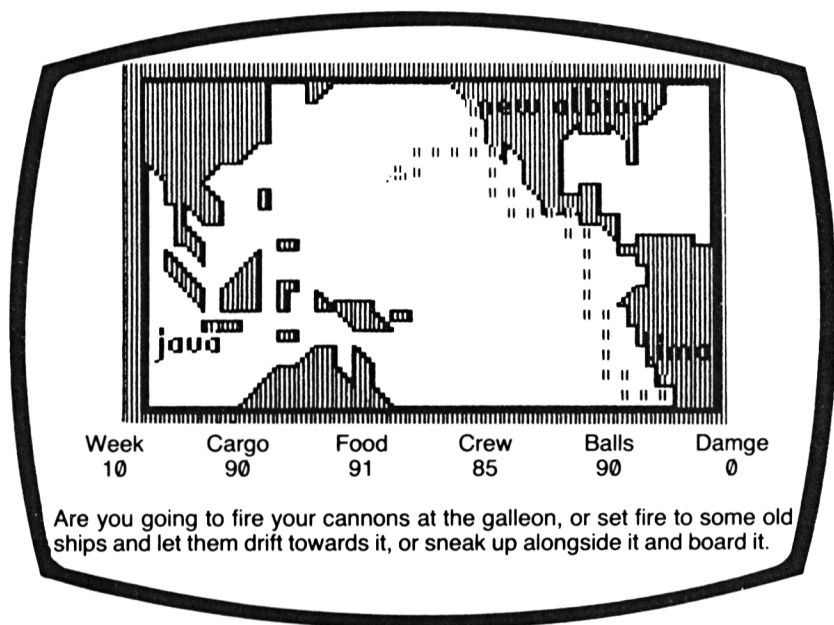 new albion
java
lima
Week Cargo Food Crew Balls Damge
10 90 91 85 90 0
Are you going to fire your cannons at the galleon, or set fire to some old
ships and let them drift towards it, or sneak up alongside it and board it.